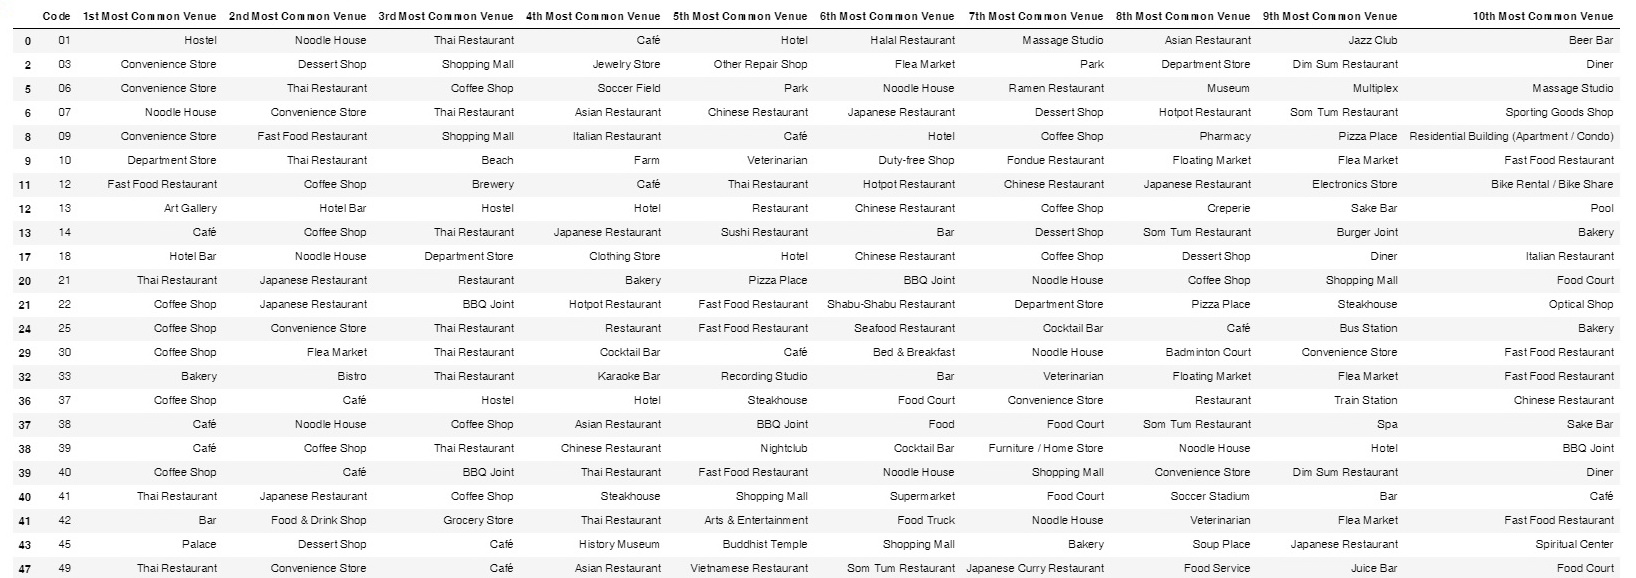 Code 1st Most Common Venue 2nd Most Common Venue 3rd Most Common Venue 4th Most Common Venue 5th Most Common Venue 6th Most Common Venue 7th Most Common Venue 8th Most Common Venue 9th Most Common Venue 10th Most Common Venue
0 01 Hostel Noodle House Thai Restaurant Café Hotel Halal Restaurant Massage Studio Asian Restaurant Jazz Club Beer Bar
2 03 Convenience Store Dessert Shop Shopping Mall Jewelry Store Other Repair Shop Flea Market Park Department Store Dim Sum Restaurant Diner
5 06 Convenience Store Thai Restaurant Coffee Shop Soccer Field Park Noodle House Ramen Restaurant Museum Multiplex Massage Studio
6 07 Noodle House Convenience Store Thai Restaurant Asian Restaurant Chinese Restaurant Japanese Restaurant Dessert Shop Hotpot Restaurant Som Tum Restaurant Sporting Goods Shop
8 09 Convenience Store Fast Food Restaurant Shopping Mall Italian Restaurant Café Hotel Coffee Shop Pharmacy Pizza Place Residential Building (Apartment / Condo)
9 10 Department Store Thai Restaurant Beach Farm Veterinarian Duty-free Shop Fondue Restaurant Floating Market Flea Market Fast Food Restaurant
11 12 Fast Food Restaurant Coffee Shop Brewery Café Thai Restaurant Hotpot Restaurant Chinese Restaurant Japanese Restaurant Electronics Store Bike Rental / Bike Share
12 13 Art Gallery Hotel Bar Hostel Hotel Restaurant Chinese Restaurant Coffee Shop Creperie Sake Bar Pool
13 14 Café Coffee Shop Thai Restaurant Japanese Restaurant Sushi Restaurant Bar Dessert Shop Som Tum Restaurant Burger Joint Bakery
17 18 Hotel Bar Noodle House Department Store Clothing Store Hotel Chinese Restaurant Coffee Shop Dessert Shop Diner Italian Restaurant
20 21 Thai Restaurant Japanese Restaurant Restaurant Bakery Pizza Place BBQ Joint Noodle House Coffee Shop Shopping Mall Food Court
21 22 Coffee Shop Japanese Restaurant BBQ Joint Hotpot Restaurant Fast Food Restaurant Shabu-Shabu Restaurant Department Store Pizza Place Steakhouse Optical Shop
24 25 Coffee Shop Convenience Store Thai Restaurant Restaurant Fast Food Restaurant Seafood Restaurant Cocktail Bar Café Bus Station Bakery
29 30 Coffee Shop Flea Market Thai Restaurant Cocktail Bar Café Bed & Breakfast Noodle House Badminton Court Convenience Store Fast Food Restaurant
32 33 Bakery Bistro Thai Restaurant Karaoke Bar Recording Studio Bar Veterinarian Floating Market Flea Market Fast Food Restaurant
36 37 Coffee Shop Café Hostel Hotel Steakhouse Food Court Convenience Store Restaurant Train Station Chinese Restaurant
37 38 Café Noodle House Coffee Shop Asian Restaurant BBQ Joint Food Food Court Som Tum Restaurant Spa Sake Bar
38 39 Café Coffee Shop Thai Restaurant Chinese Restaurant Nightclub Cocktail Bar Furniture / Home Store Noodle House Hotel BBQ Joint
39 40 Coffee Shop Café BBQ Joint Thai Restaurant Fast Food Restaurant Noodle House Shopping Mall Convenience Store Dim Sum Restaurant Diner
40 41 Thai Restaurant Japanese Restaurant Coffee Shop Steakhouse Shopping Mall Supermarket Food Court Soccer Stadium Bar Café
41 42 Bar Food & Drink Shop Grocery Store Thai Restaurant Arts & Entertainment Food Truck Noodle House Veterinarian Flea Market Fast Food Restaurant
43 45 Palace Dessert Shop Café History Museum Buddhist Temple Shopping Mall Bakery Soup Place Japanese Restaurant Spiritual Center
47 49 Thai Restaurant Convenience Store Café Asian Restaurant Vietnamese Restaurant Som Tum Restaurant Japanese Curry Restaurant Food Service Juice Bar Food Court